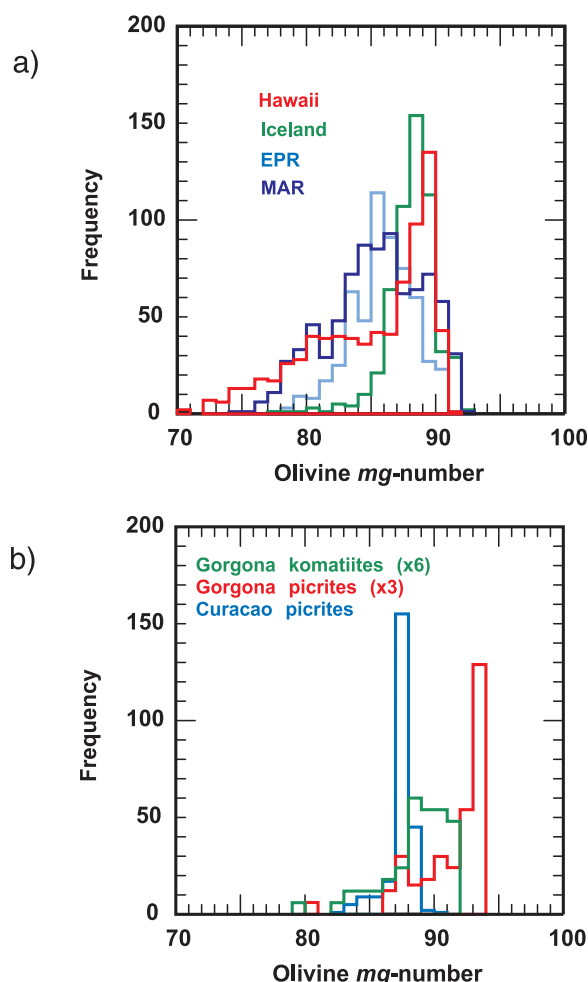 a)
200
150
100
50
0
Frequency
Hawaii
Iceland
EPR
MAR
70 80 90 100
Olivine mg-number
b)
200
150
100
50
0
Frequency
Gorgona komatiites (x6)
Gorgona picrites (x3)
Curacao picrites
70 80 90 100
Olivine mg-number